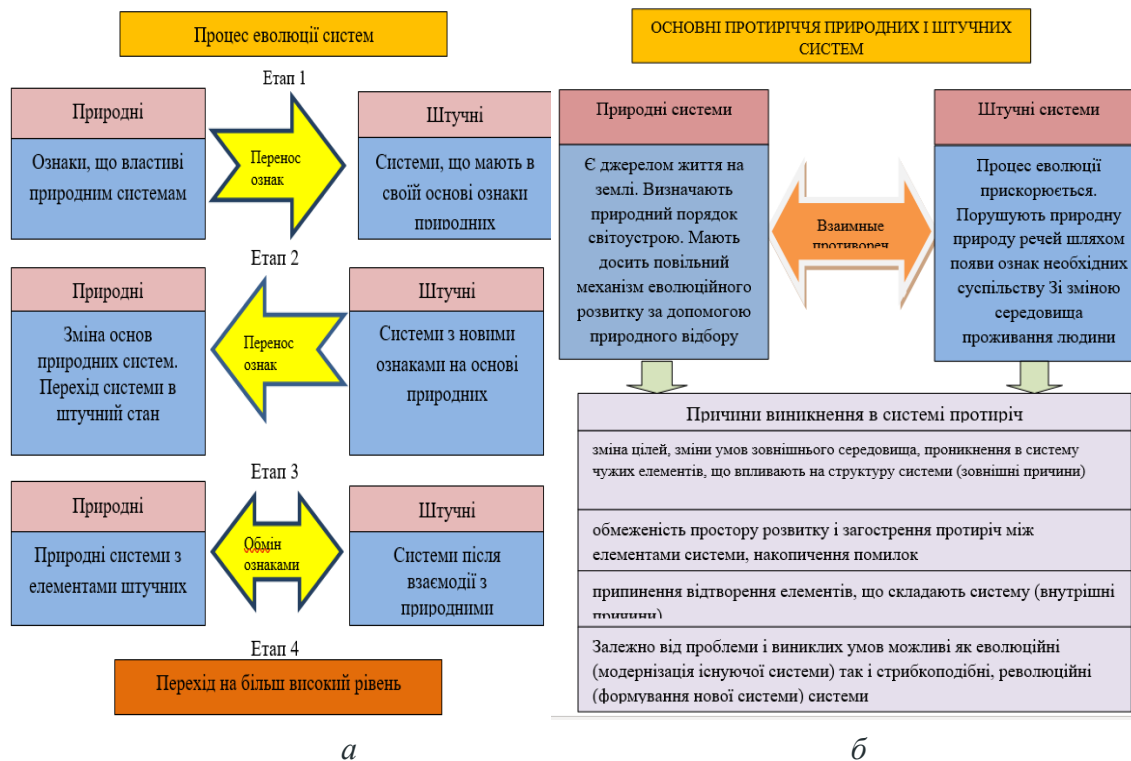 Процес еволюції систем
Етап 1
Природні
Ознаки, що властиві
природним системам
Перенос
ознак
Штучні
Системи, що мають в
своїй основі ознаки
природних
Етап 2
Природні
Зміна основ
природних систем.
Перехід системи в
штучний стан
Перенос
ознак
Штучні
Системи з новими
ознаками на основі
природних
Етап 3
Природні
Природні системи з
елементами штучних
Обмін
ознаками
Штучні
Системи після
взаємодії з
природними
Етап 4
Перехід на більш високий рівень
а
ОСНОВНІ ПРОТИРІЧЧЯ ПРИРОДНИХ І ШТУЧНИХ
СИСТЕМ
Природні системи
Є джерелом життя на
землі. Визначають
природний порядок
світоустрою. Мають
досить повільний
механізм еволюційного
розвитку за допомогою
природного відбору
Взаимные
противореч
Штучні системи
Процес еволюції
прискорюється.
Порушують природну
природу речей шляхом
появи ознак необхідних
суспільству Зі зміною
середовища
проживання людини
Причини виникнення в системі протиріч
зміна цілей, зміни умов зовнішнього середовища, проникнення в систему
чужих елементів, що впливають на структуру системи (зовнішні причини)
обмеженість простору розвитку і загострення протиріч між
елементами системи, накопичення помилок
припинення відтворення елементів, що складають систему (внутрішні
причини)
Залежно від проблеми і виниклих умов можливі як еволюційні
(модернізація існуючої системи) так і стрибкоподібні, революційні
(формування нової системи) системи
б